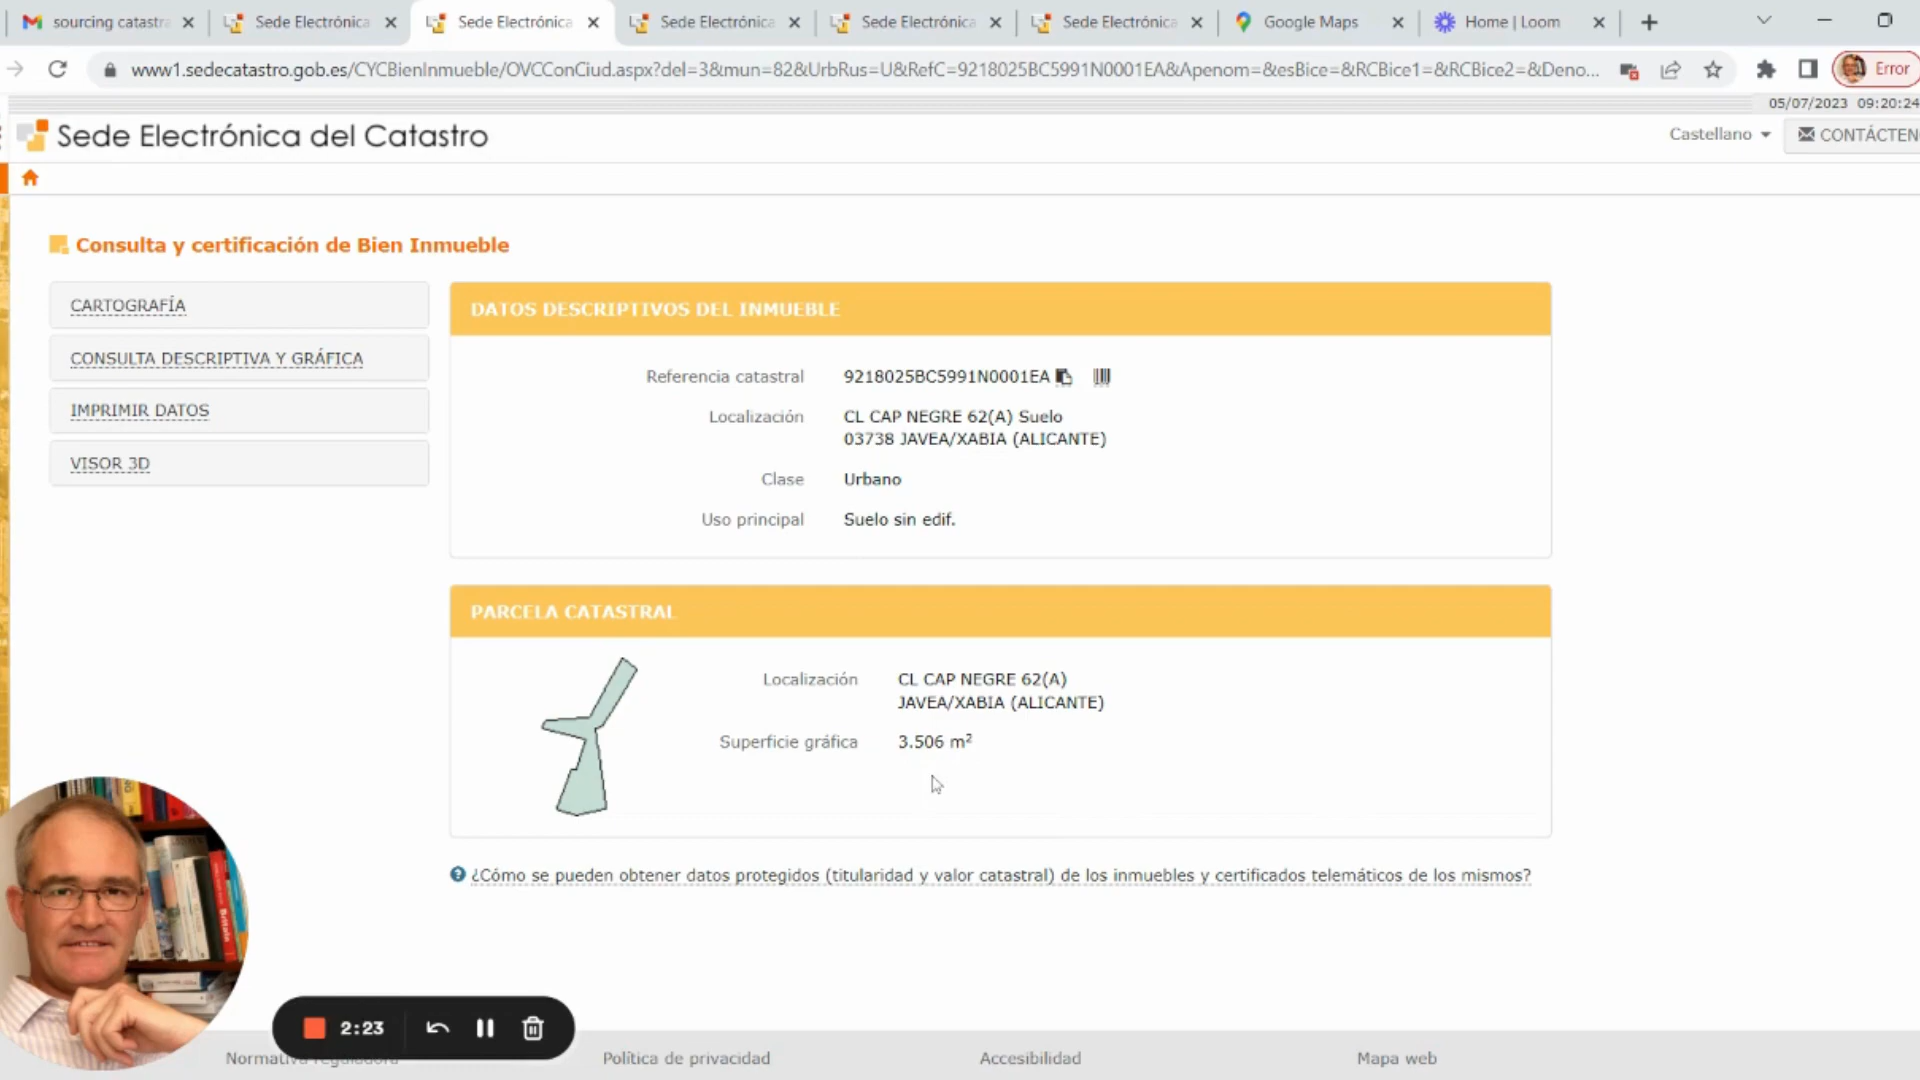 sourcing catastra
Sede Electrónica
Sede Electrónica
Sede Electrónica
Sede Electrónica
Sede Electrónica
Google Maps
Home | Loom
www1.sedecatastro.gob.es/CYCBienInmueble/OVCConCiud.aspx?del=3&mun=82&UrbRus=U&RefC=9218025BC5991N0001EA&Apenom=&esBice=&RCBice1=&RCBice2=&Deno...
Error
05/07/2023 09:20:24
Sede Electrónica del Catastro
Castellano
CONTÁCTEN
Consulta y certificación de Bien Inmueble
CARTOGRAFÍA
CONSULTA DESCRIPTIVA Y GRÁFICA
IMPRIMIR DATOS
VISOR 3D
DATOS DESCRIPTIVOS DEL INMUEBLE
Referencia catastral 9218025BC5991N0001EA
Localización CL CAP NEGRE 62(A) Suelo
03738 JAVEA/XABIA (ALICANTE)
Clase Urbano
Uso principal Suelo sin edif.
PARCELA CATASTRAL
Localización CL CAP NEGRE 62(A)
JAVEA/XABIA (ALICANTE)
Superficie gráfica 3.506 m²
¿Cómo se pueden obtener datos protegidos (titularidad y valor catastral) de los inmuebles y certificados telemáticos de los mismos?
2:23
Normativa reguladora
Política de privacidad
Accesibilidad
Mapa web